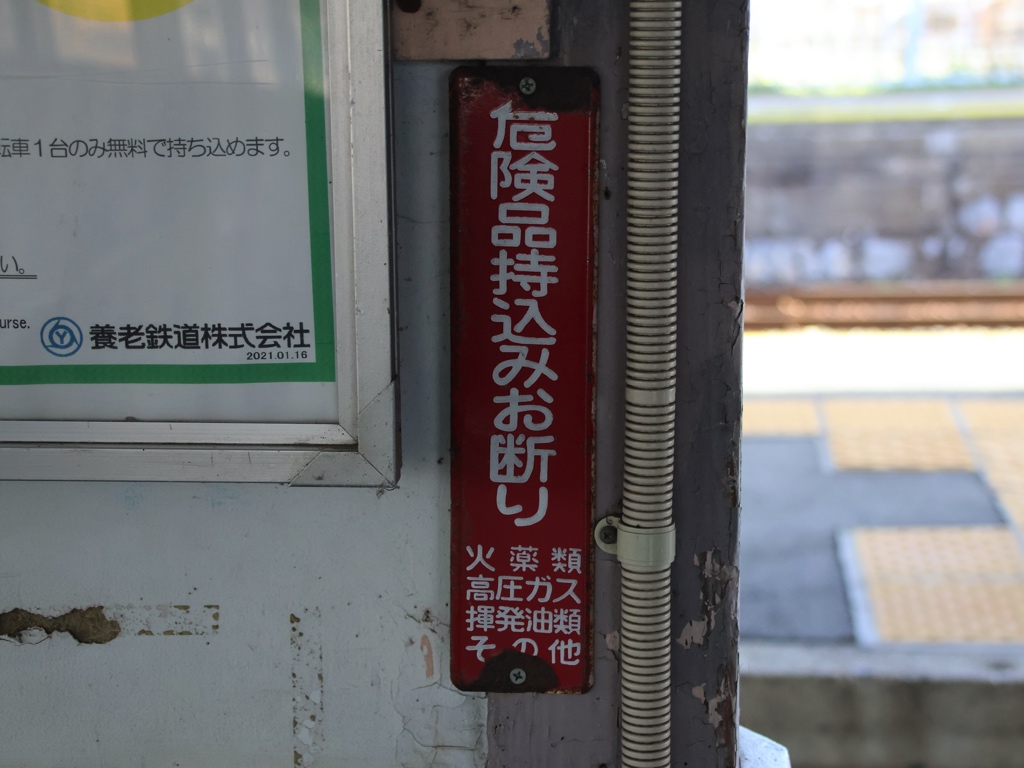 転車1台のみ無料で持ち込めます。
い。
urse.
養老鉄道株式会社
2021.01.16
危険品持込みお断り
火薬類
高圧ガス
揮発油類
その他